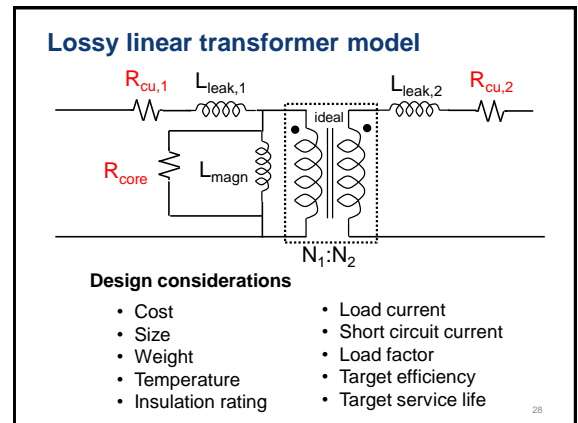 Lossy linear transformer model
R_cu,1
L_leak,1
L_leak,2
R_cu,2
ideal
R_core
L_magn
N_1:N_2
Design considerations
• Cost
• Size
• Weight
• Temperature
• Insulation rating
• Load current
• Short circuit current
• Load factor
• Target efficiency
• Target service life
28